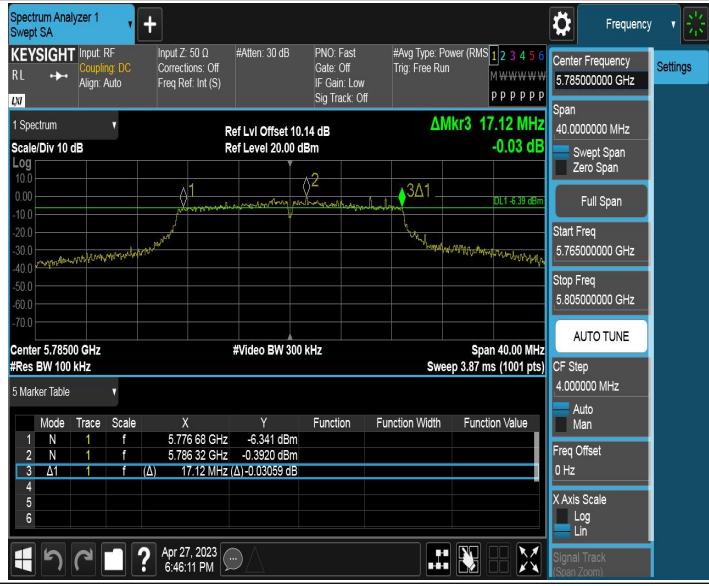 Spectrum Analyzer 1
Swept SA
Frequency
KEYSIGHT
RL
LXI
Input: RF
Coupling: DC
Align: Auto
Input Z: 50 Ω
Corrections: Off
Freq Ref: Int (S)
#Atten: 30 dB
PNO: Fast
Gate: Off
IF Gain: Low
Sig Track: Off
#Avg Type: Power (RMS
Trig: Free Run
1 2 3 4 5 6
M W W W W W
P P P P P P
1 Spectrum
Scale/Div 10 dB
Ref Lvl Offset 10.14 dB
Ref Level 20.00 dBm
ΔMkr3 17.12 MHz
-0.03 dB
Log
10.0
0.00
-10.0
-20.0
-30.0
-40.0
-50.0
-60.0
-70.0
1
2
3Δ1
DL1 -6.39 dBm
Center 5.78500 GHz
#Video BW 300 kHz
Span 40.00 MHz
#Res BW 100 kHz
Sweep 3.87 ms (1001 pts)
5 Marker Table
Mode Trace Scale X Y Function Function Width Function Value
1 N 1 f 5.776 68 GHz -6.341 dBm
2 N 1 f 5.786 32 GHz -0.3920 dBm
3 Δ1 1 f (Δ) 17.12 MHz (Δ) -0.03059 dB
4
5
6
Apr 27, 2023
6:46:11 PM
Settings
Center Frequency
5.785000000 GHz
Span
40.0000000 MHz
Swept Span
Zero Span
Full Span
Start Freq
5.765000000 GHz
Stop Freq
5.805000000 GHz
AUTO TUNE
CF Step
4.000000 MHz
Auto
Man
Freq Offset
0 Hz
X Axis Scale
Log
Lin
Signal Track
(Span Zoom)